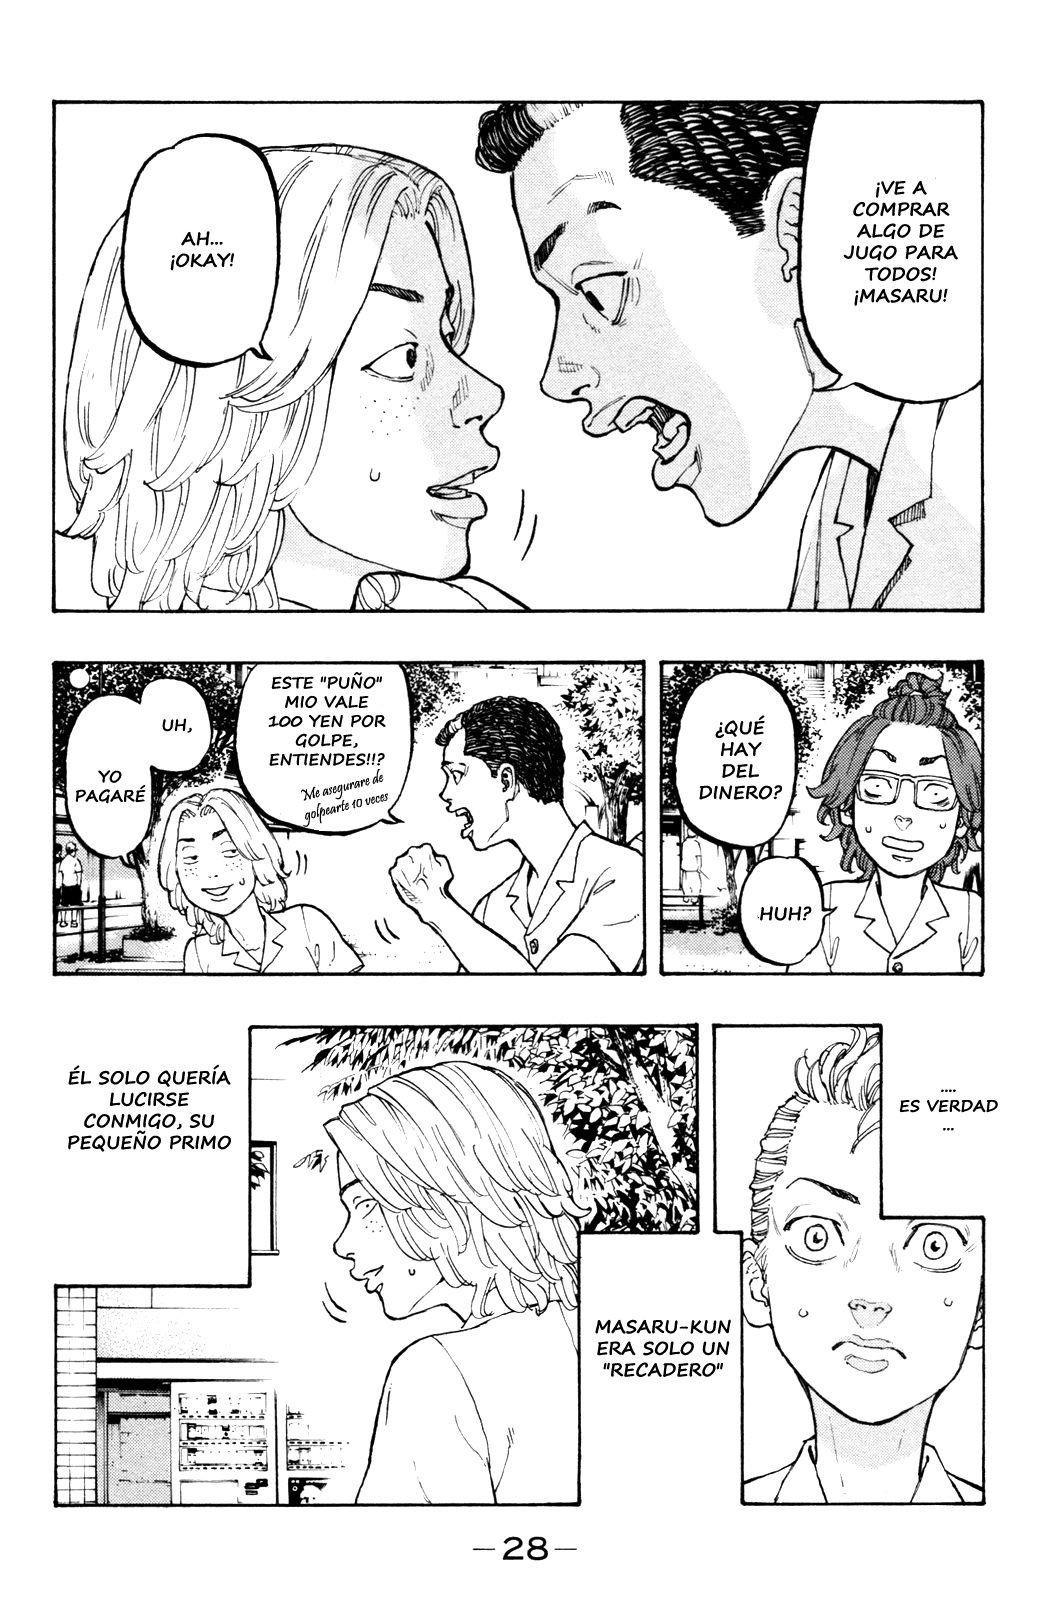 ¡VE A
COMPRAR
ALGO DE
JUGO PARA
TODOS!
¡MASARU!
AH...
¡OKAY!
¿QUÉ
HAY
DEL
DINERO?
HUH?
ESTE "PUÑO"
MIO VALE
100 YEN POR
GOLPE,
ENTIENDES!!?
Me asegurare de
golpearte 10 veces
UH,
YO
PAGARÉ
....
ES VERDAD
...
MASARU-KUN
ERA SOLO UN
"RECADERO"
ÉL SOLO QUERÍA
LUCIRSE
CONMIGO, SU
PEQUEÑO PRIMO
—28—